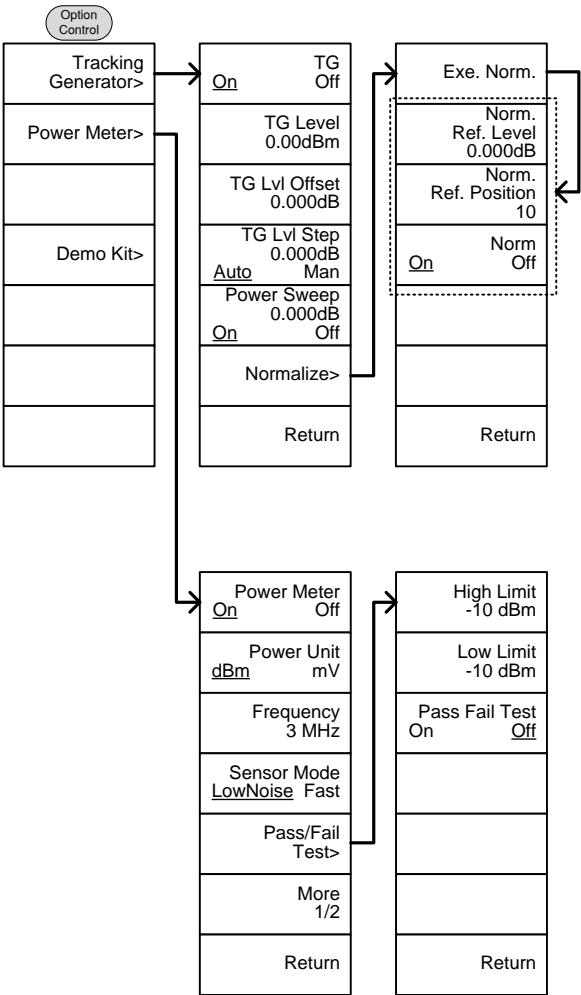 Option
Control
Tracking
Generator>
Power Meter>
Demo Kit>
TG
On Off
TG Level
0.00dBm
TG Lvl Offset
0.000dB
TG Lvl Step
0.000dB
Auto Man
Power Sweep
0.000dB
On Off
Normalize>
Return
Exe. Norm.
Norm.
Ref. Level
0.000dB
Norm.
Ref. Position
10
Norm
On Off
Return
Power Meter
On Off
Power Unit
dBm mV
Frequency
3 MHz
Sensor Mode
LowNoise Fast
Pass/Fail
Test>
More
1/2
Return
High Limit
-10 dBm
Low Limit
-10 dBm
Pass Fail Test
On Off
Return